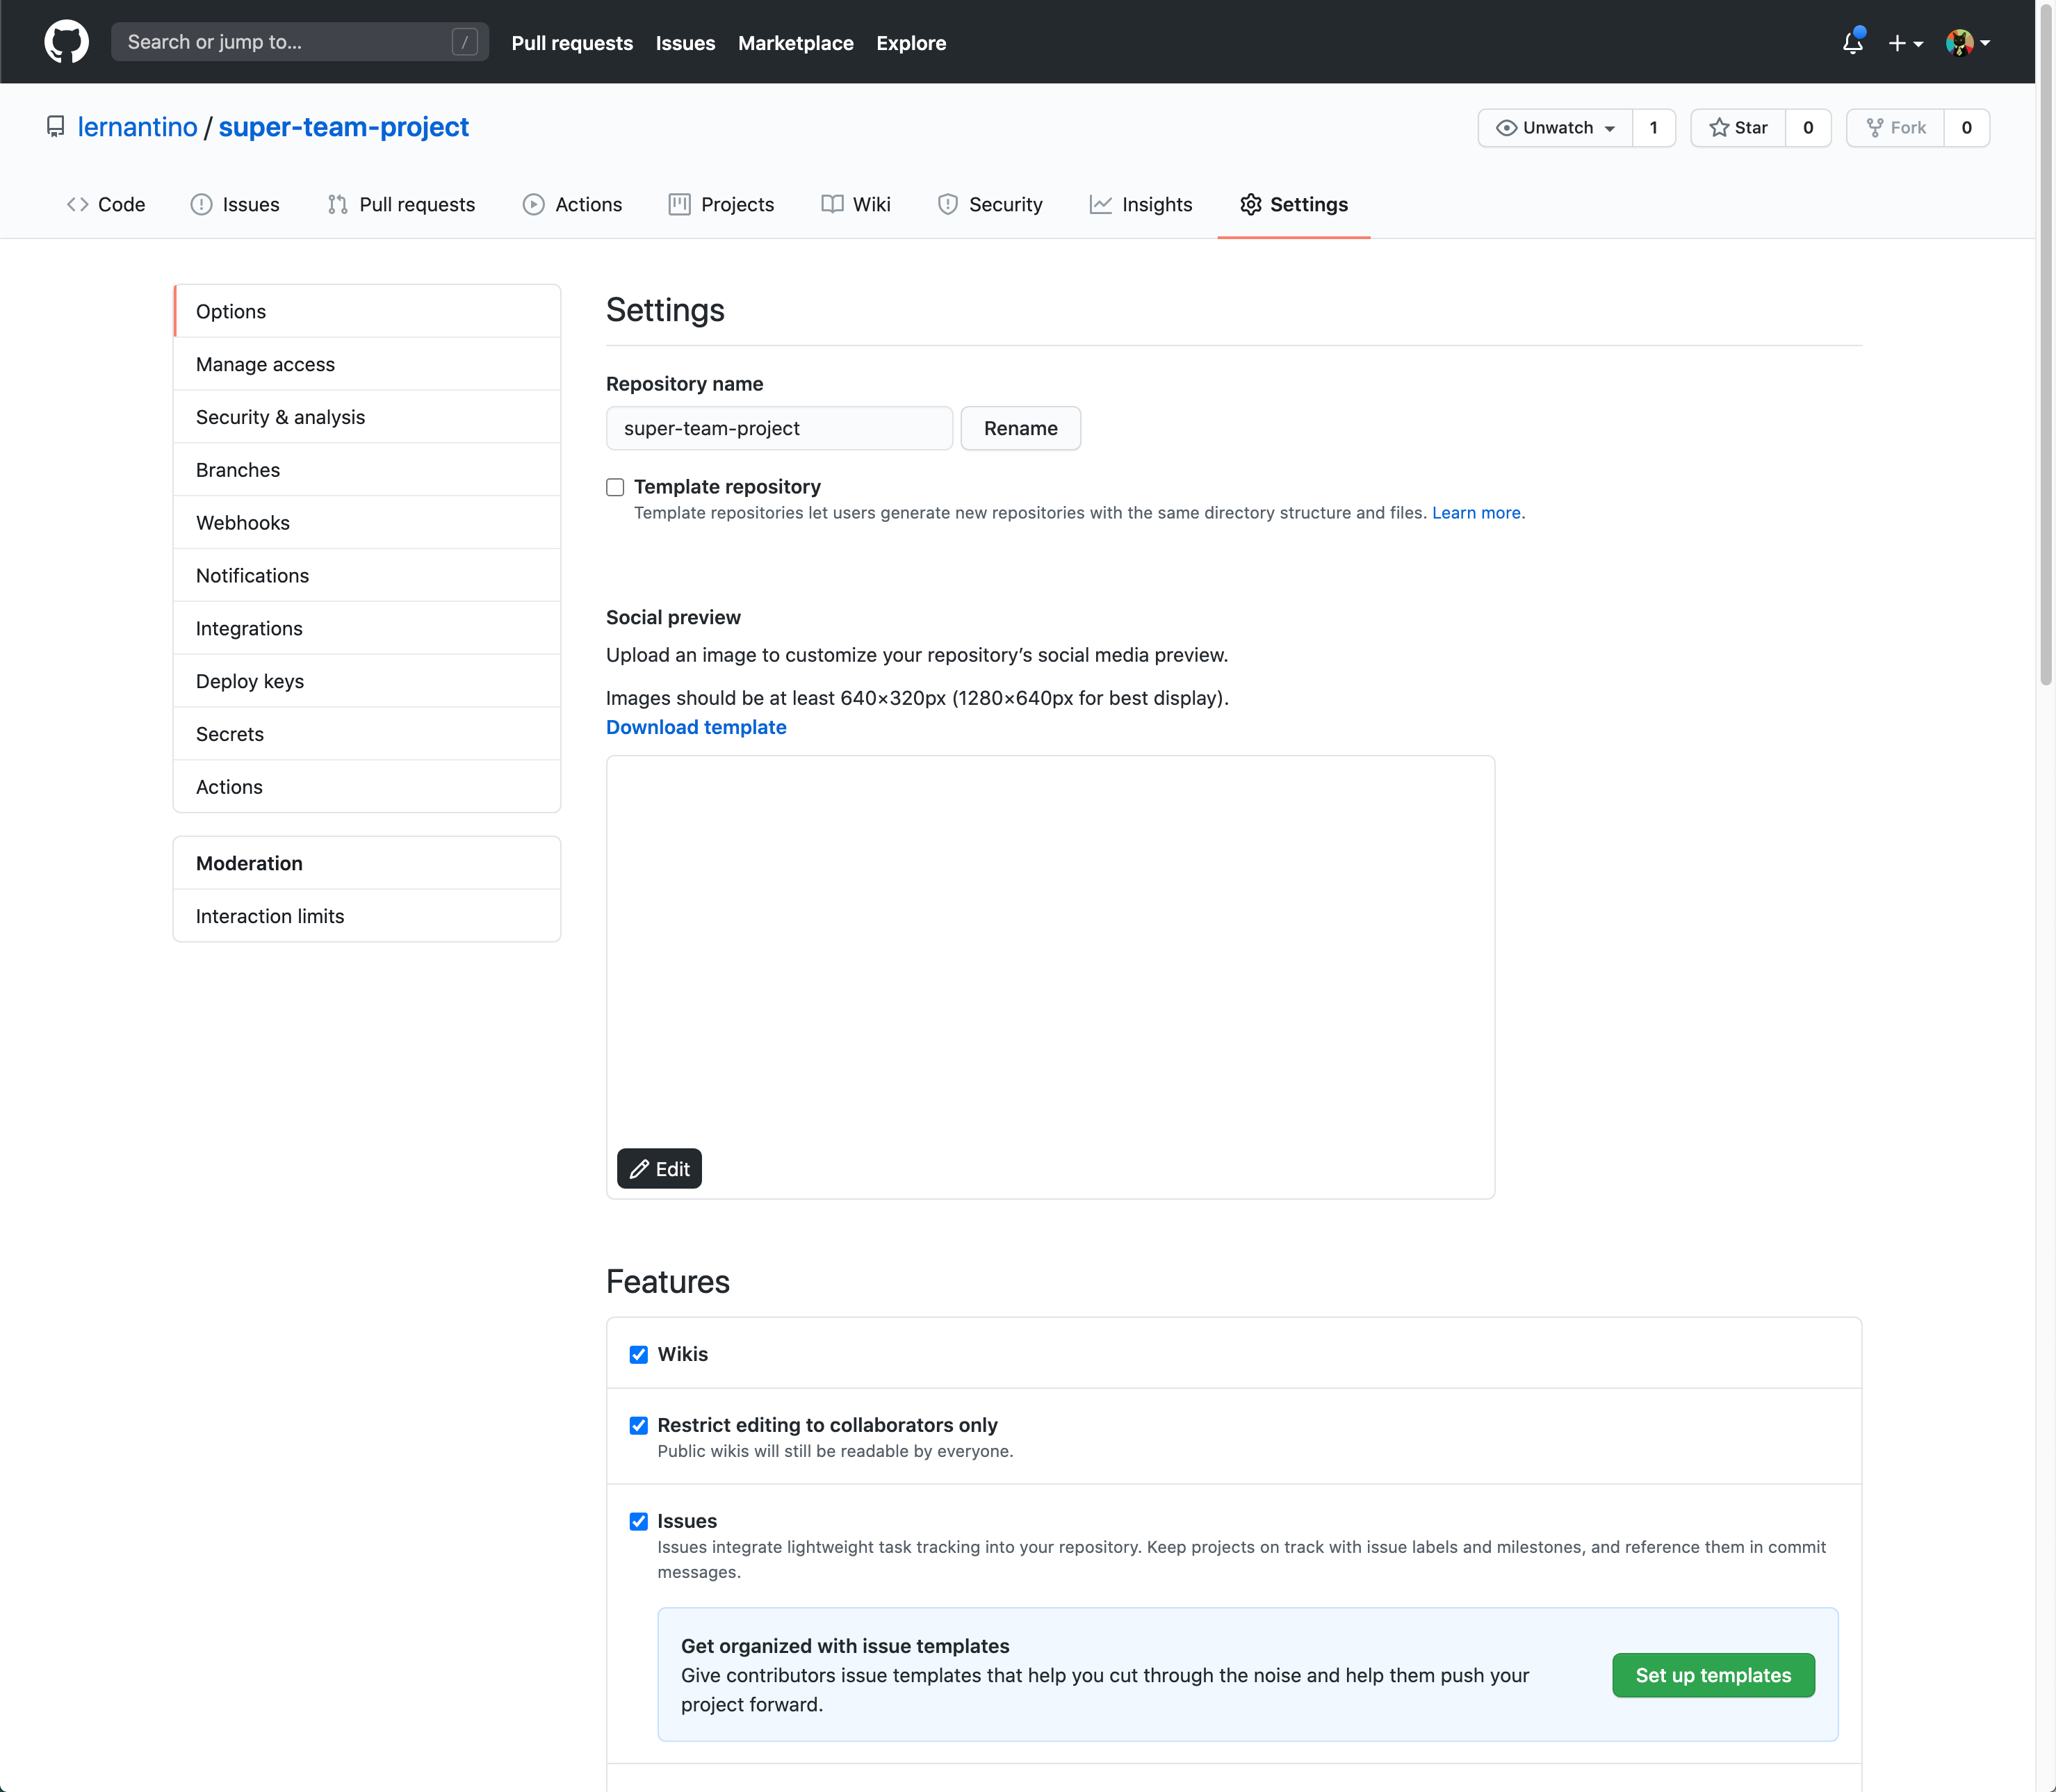 Search or jump to... /
Pull requests Issues Marketplace Explore
lernantino / super-team-project
Unwatch 1 Star 0 Fork 0
Code Issues Pull requests Actions Projects Wiki Security Insights Settings
Options
Manage access
Security & analysis
Branches
Webhooks
Notifications
Integrations
Deploy keys
Secrets
Actions
Moderation
Interaction limits
Settings
Repository name
super-team-project Rename
Template repository
Template repositories let users generate new repositories with the same directory structure and files. Learn more.
Social preview
Upload an image to customize your repository’s social media preview.
Images should be at least 640×320px (1280×640px for best display).
Download template
Edit
Features
Wikis
Restrict editing to collaborators only
Public wikis will still be readable by everyone.
Issues
Issues integrate lightweight task tracking into your repository. Keep projects on track with issue labels and milestones, and reference them in commit
messages.
Get organized with issue templates
Give contributors issue templates that help you cut through the noise and help them push your
project forward.
Set up templates